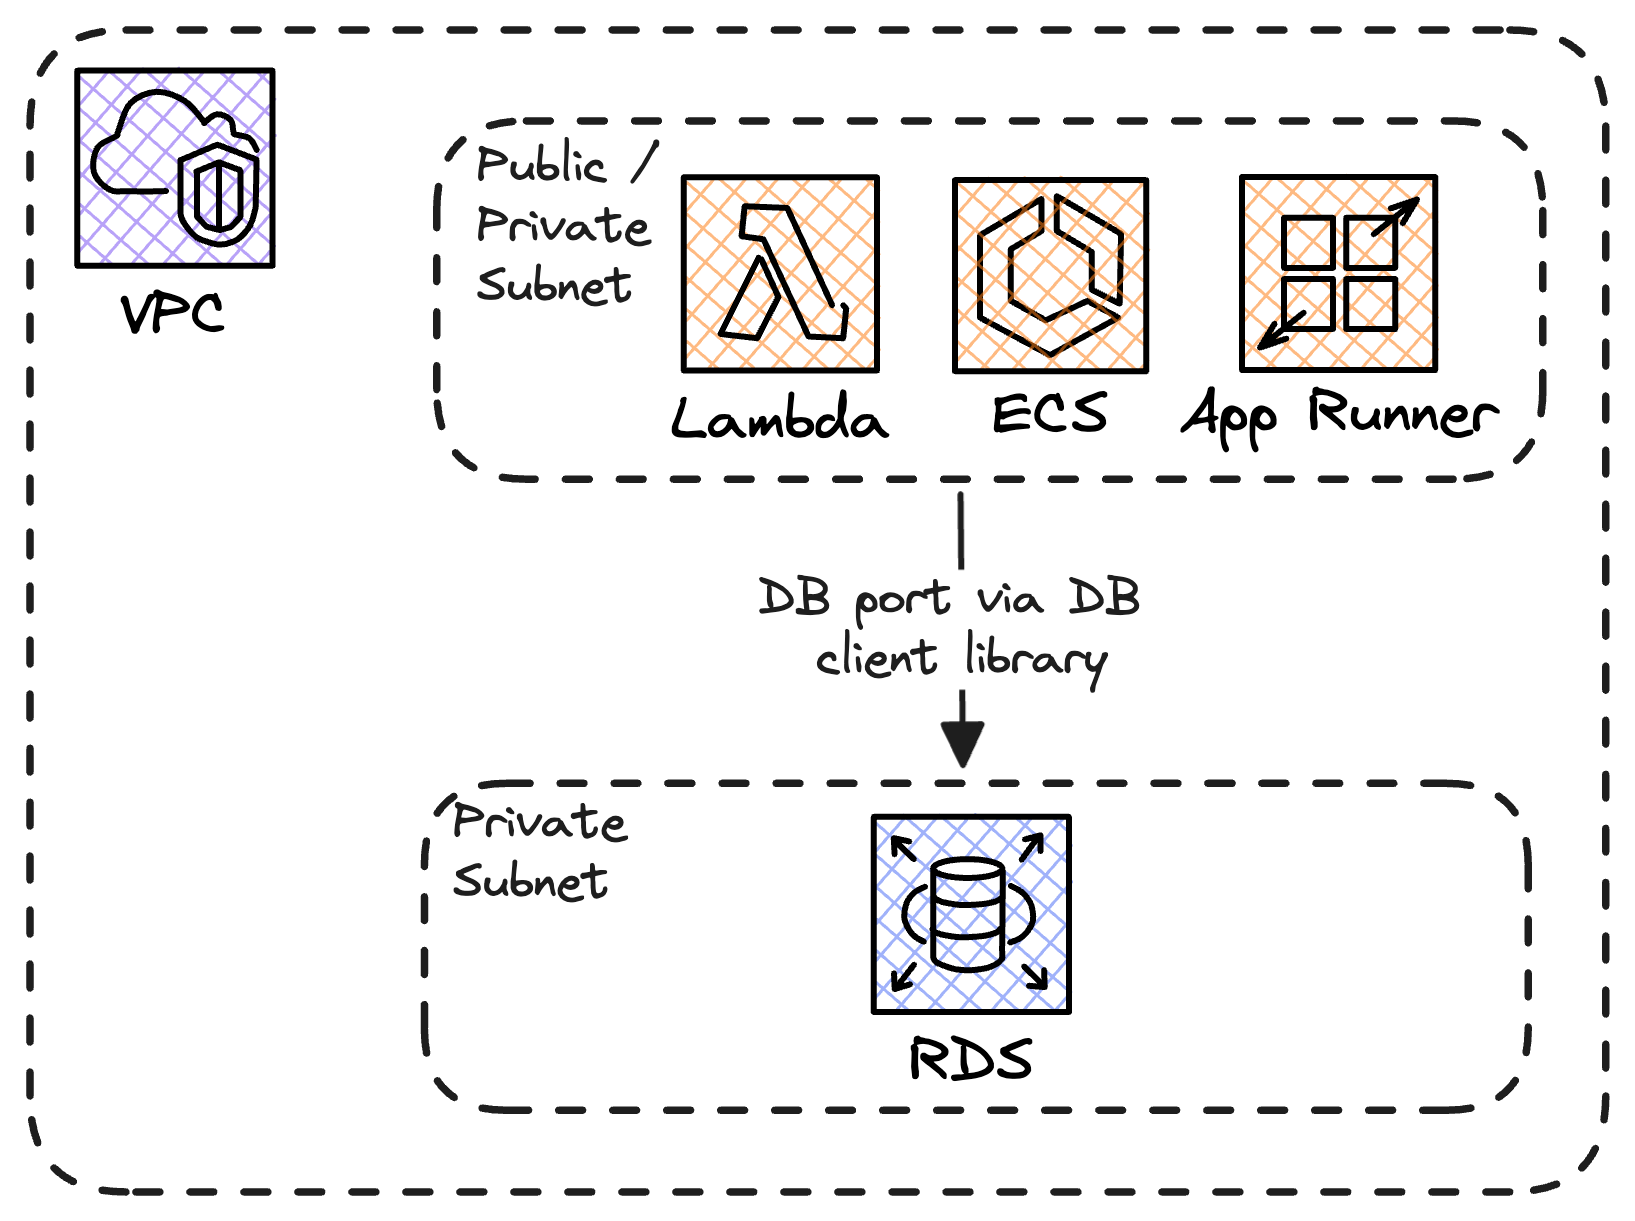 VPC
Public /
Private
Subnet
Lambda
ECS
App Runner
DB port via DB
client library
Private
Subnet
RDS